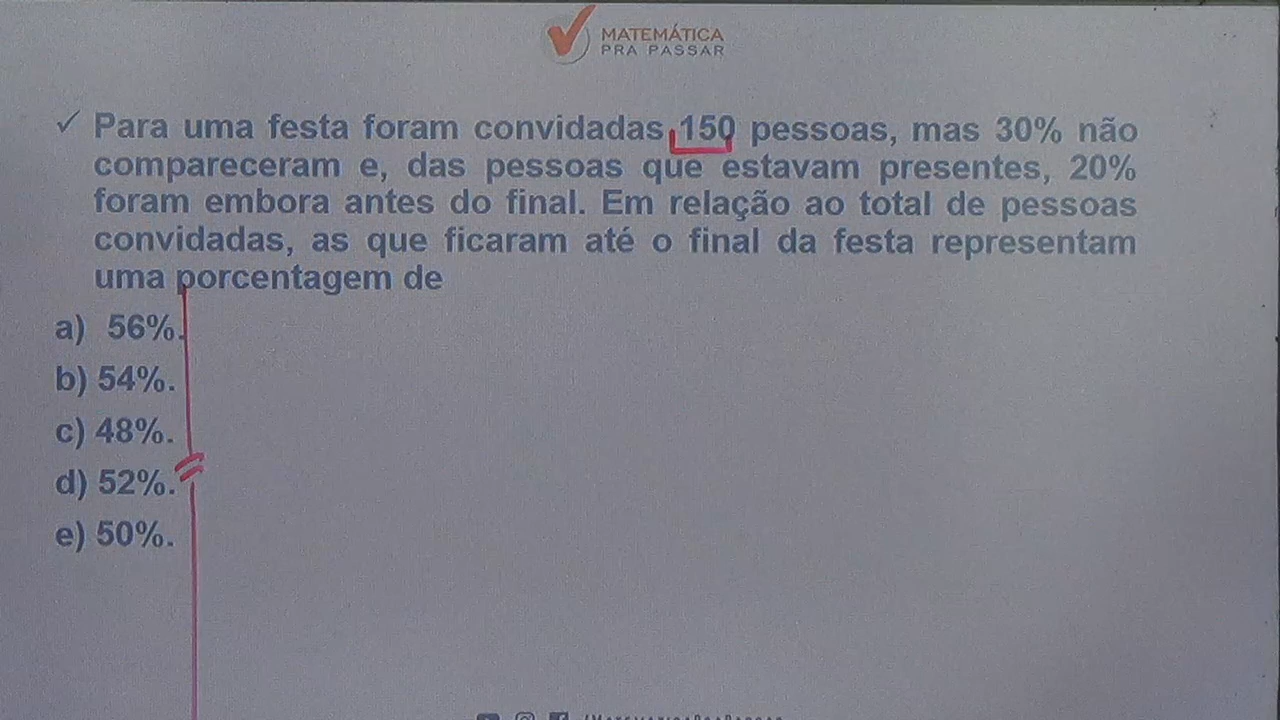 MATEMÁTICA
PRA PASSAR
✓ Para uma festa foram convidadas 150 pessoas, mas 30% não
compareceram e, das pessoas que estavam presentes, 20%
foram embora antes do final. Em relação ao total de pessoas
convidadas, as que ficaram até o final da festa representam
uma porcentagem de
a) 56%.
b) 54%.
c) 48%.
d) 52%.
e) 50%.